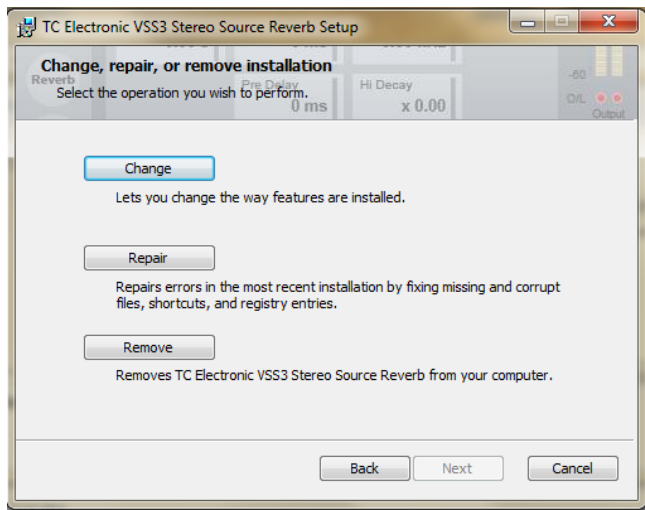 TC Electronic VSS3 Stereo Source Reverb Setup
Change, repair, or remove installation
Reverb
Select the operation you wish to perform.
Pre Delay
0 ms
Hi Decay
x 0.00
-60
O/L
Output
Change
Lets you change the way features are installed.
Repair
Repairs errors in the most recent installation by fixing missing and corrupt
files, shortcuts, and registry entries.
Remove
Removes TC Electronic VSS3 Stereo Source Reverb from your computer.
Back
Next
Cancel